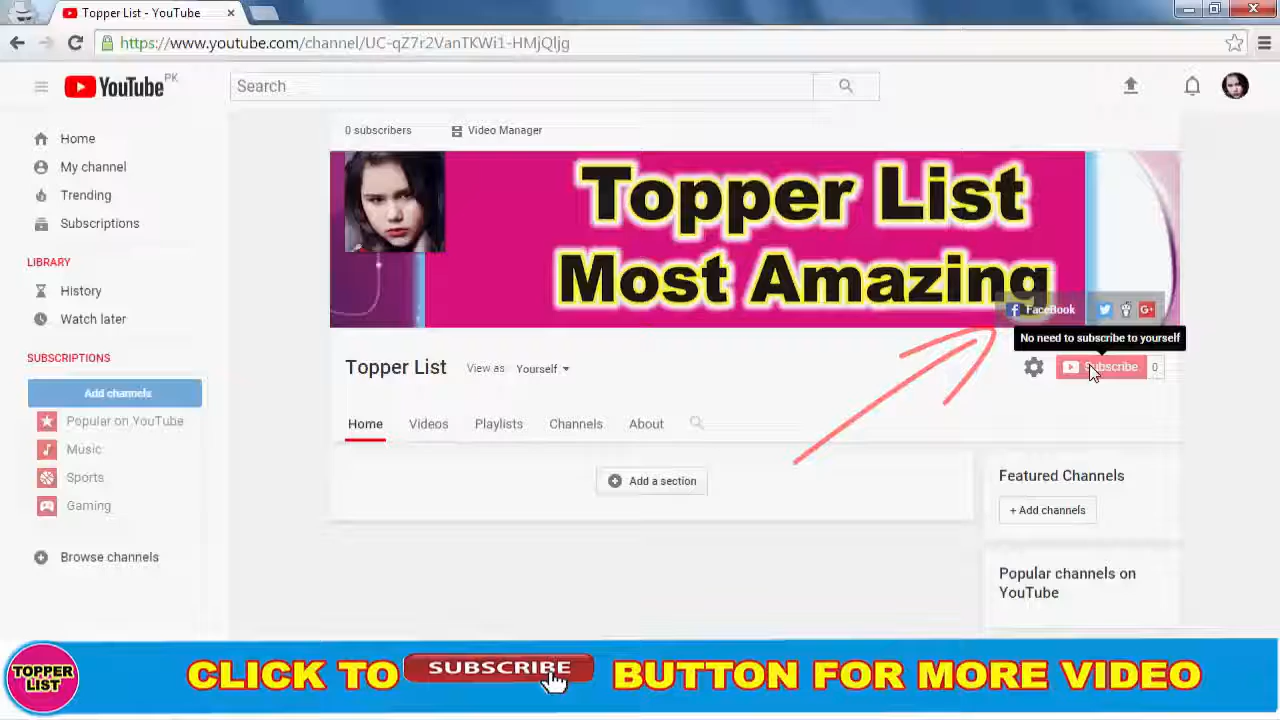 Topper List - YouTube
https://www.youtube.com/channel/UC-qZ7r2VanTKWi1-HMjQljg
YouTube PK
Search
Home
My channel
Trending
Subscriptions
LIBRARY
History
Watch later
SUBSCRIPTIONS
Add channels
Popular on YouTube
Music
Sports
Gaming
Browse channels
0 subscribers
Video Manager
Topper List
Most Amazing
FaceBook
No need to subscribe to yourself
Topper List
View as
Yourself
Subscribe
0
Home
Videos
Playlists
Channels
About
Add a section
Featured Channels
+ Add channels
Popular channels on
YouTube
TOPPER
LIST
CLICK TO SUBSCRIBE BUTTON FOR MORE VIDEO